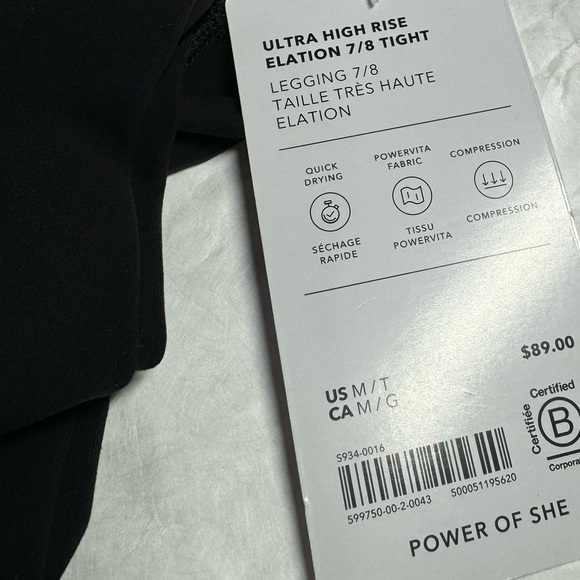 ULTRA HIGH RISE
ELATION 7/8 TIGHT
LEGGING 7/8
TAILLE TRÈS HAUTE
ELATION
QUICK
DRYING
POWERVITA
FABRIC
COMPRESSION
SÉCHAGE
RAPIDE
TISSU
POWERVITA
COMPRESSION
$89.00
US M / T
CA M / G
Certified
Certifiée
B
Corpora
S934-0016
599750-00-2-0043 500051195620
POWER OF SHE